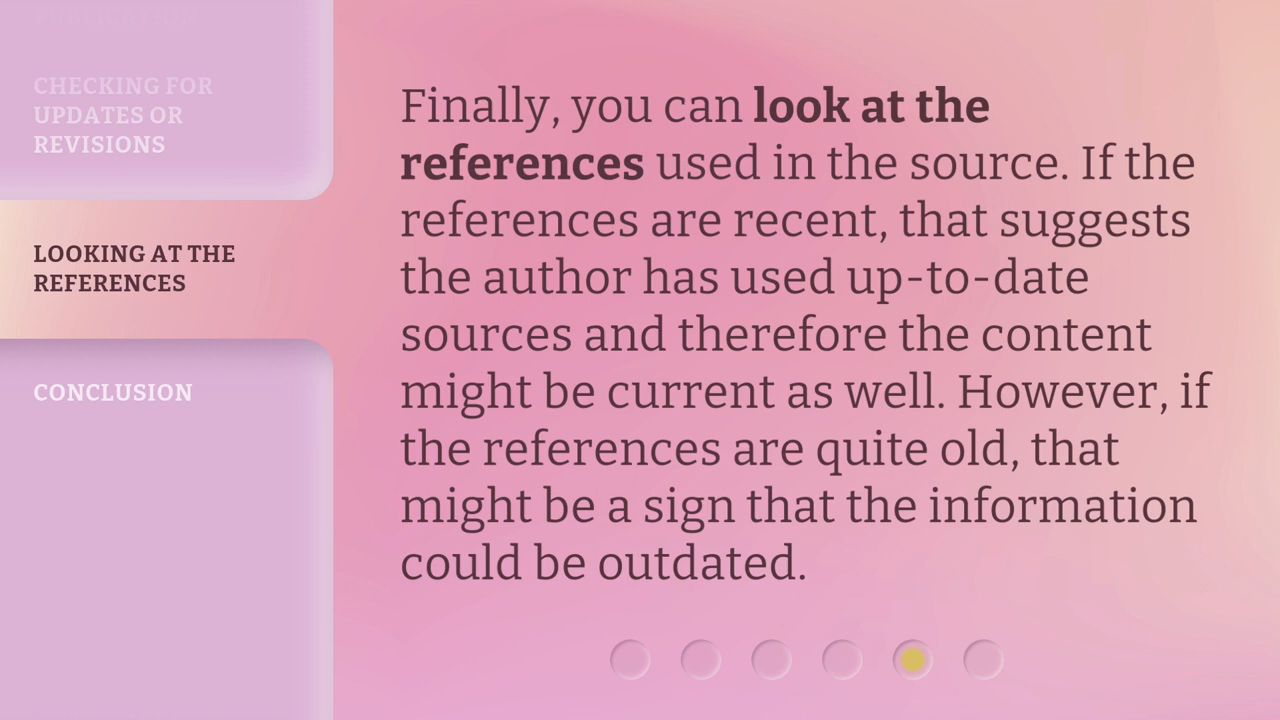 PUBLICATION
CHECKING FOR
UPDATES OR
REVISIONS
LOOKING AT THE
REFERENCES
CONCLUSION
Finally, you can look at the
references used in the source. If the
references are recent, that suggests
the author has used up-to-date
sources and therefore the content
might be current as well. However, if
the references are quite old, that
might be a sign that the information
could be outdated.